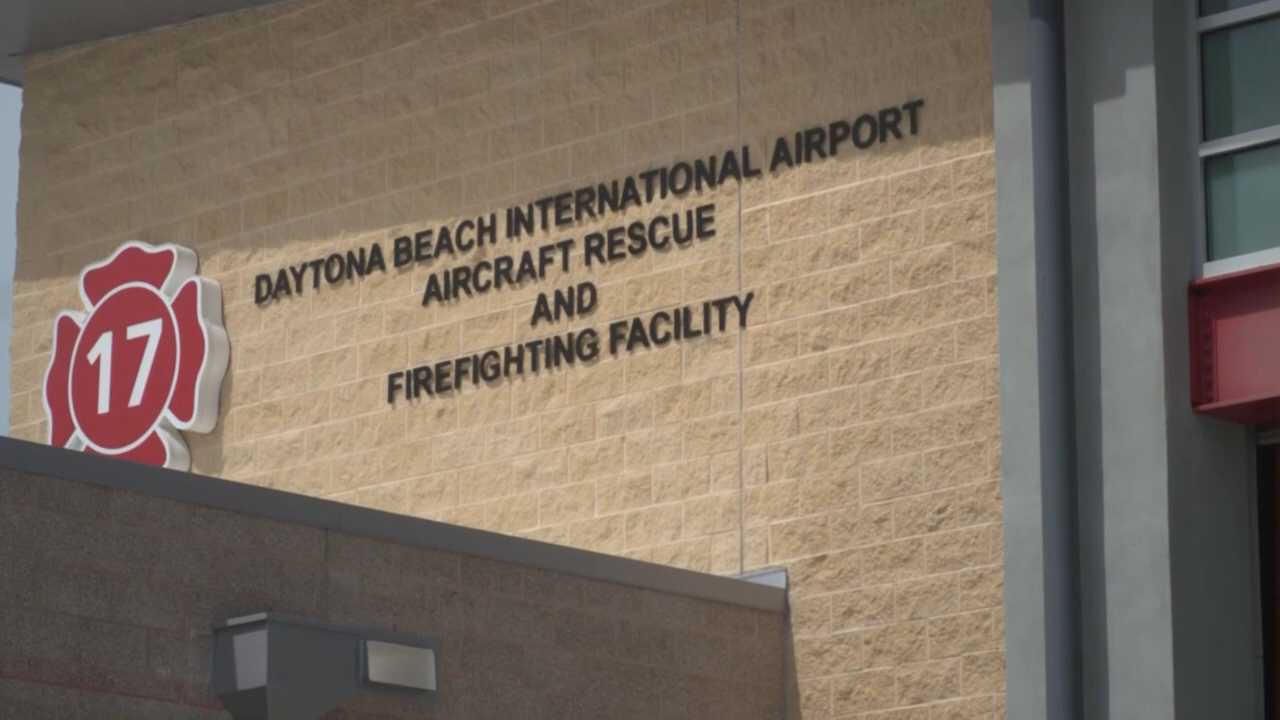 DAYTONA BEACH INTERNATIONAL AIRPORT
AIRCRAFT RESCUE
AND
FIREFIGHTING FACILITY
17